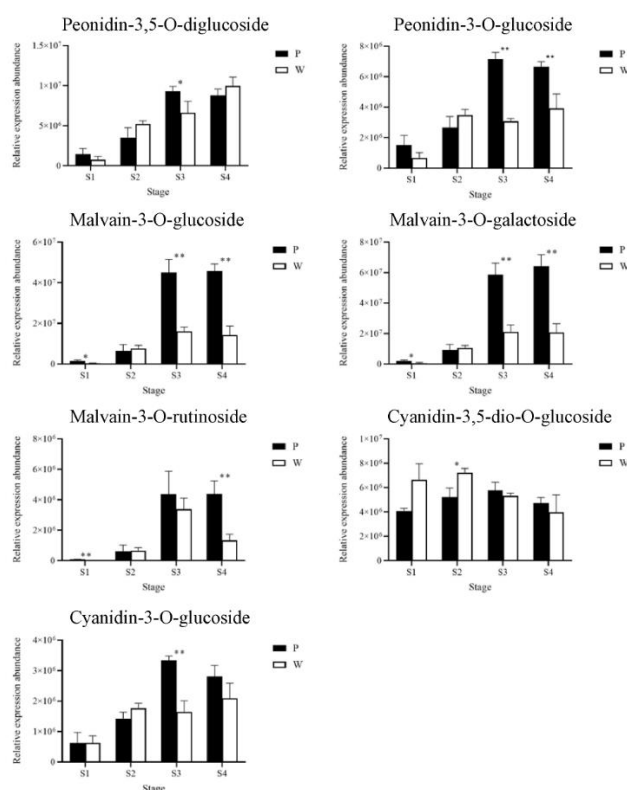 Peonidin-3,5-O-diglucoside
Relative expression abundance
1.5×10⁷
1×10⁷
5×10⁶
0
*
P
W
S1 S2 S3 S4
Stage
Peonidin-3-O-glucoside
Relative expression abundance
8×10⁶
6×10⁶
4×10⁶
2×10⁶
0
** **
P
W
S1 S2 S3 S4
Stage
Malvain-3-O-glucoside
Relative expression abundance
6×10⁷
4×10⁷
2×10⁷
0
* ** **
P
W
S1 S2 S3 S4
Stage
Malvain-3-O-galactoside
Relative expression abundance
8×10⁷
6×10⁷
4×10⁷
2×10⁷
0
* ** **
P
W
S1 S2 S3 S4
Stage
Malvain-3-O-rutinoside
Relative expression abundance
8×10⁶
6×10⁶
4×10⁶
2×10⁶
0
** **
P
W
S1 S2 S3 S4
Stage
Cyanidin-3,5-dio-O-glucoside
Relative expression abundance
1×10⁷
8×10⁶
6×10⁶
4×10⁶
2×10⁶
0
*
P
W
S1 S2 S3 S4
Stage
Cyanidin-3-O-glucoside
Relative expression abundance
4×10⁶
3×10⁶
2×10⁶
1×10⁶
0
**
P
W
S1 S2 S3 S4
Stage